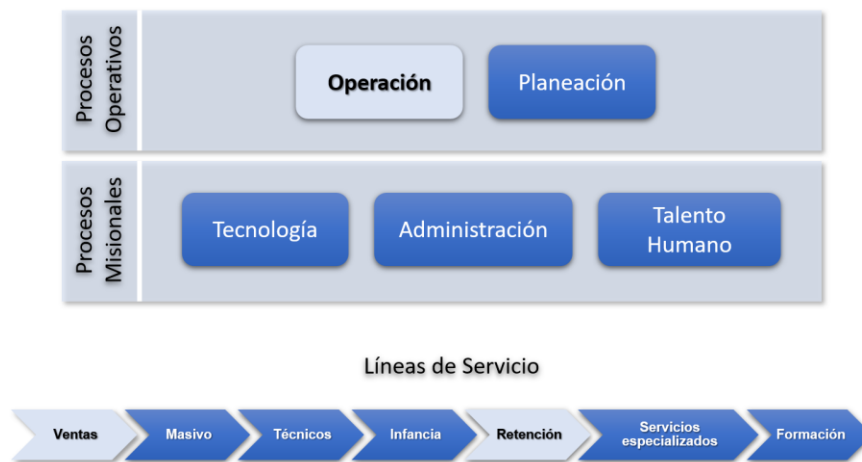 Procesos
Operativos
Operación
Planeación
Procesos
Misionales
Tecnología
Administración
Talento
Humano
Líneas de Servicio
Ventas
Masivo
Técnicos
Infancia
Retención
Servicios
especializados
Formación